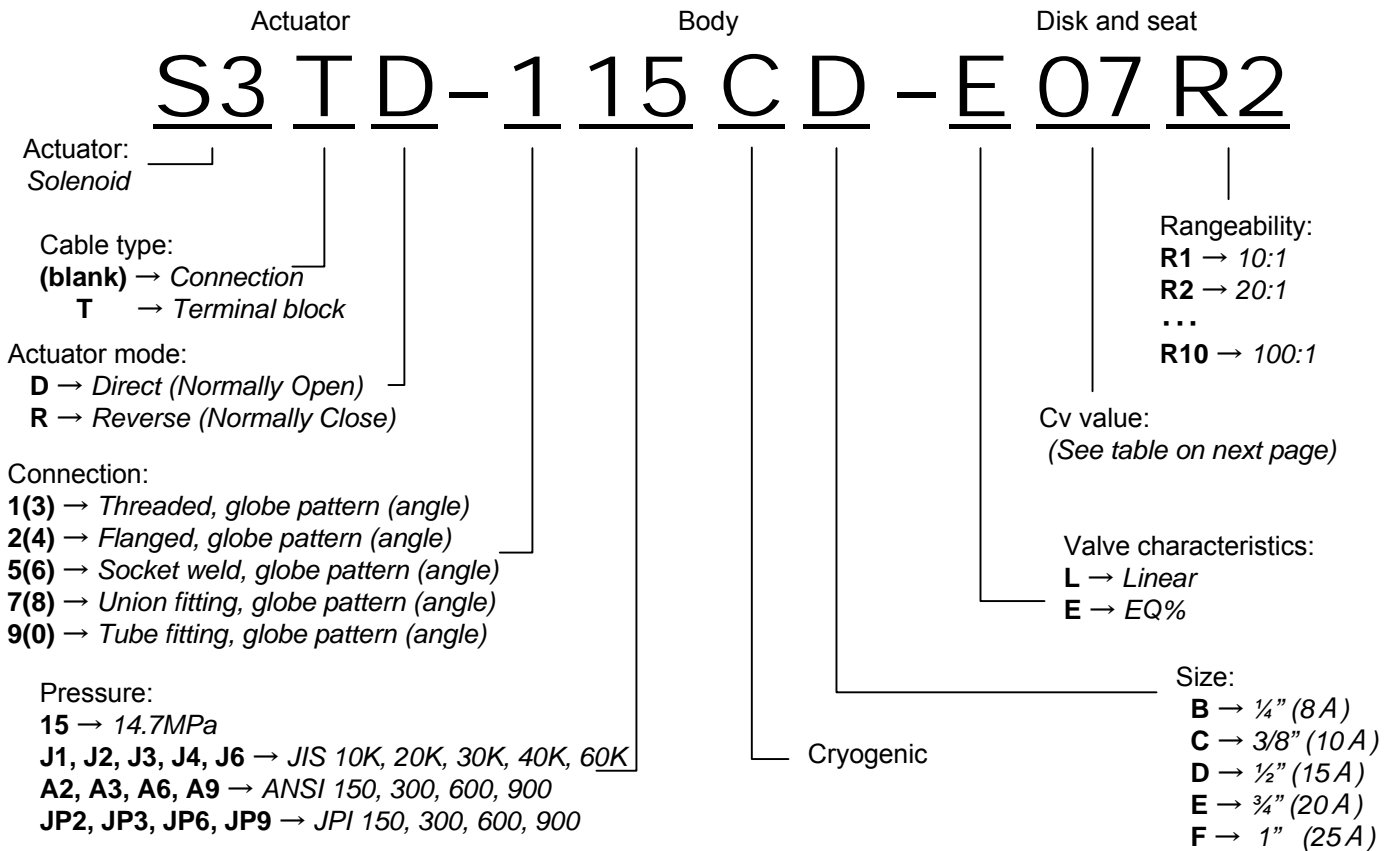 Actuator Body Disk and seat
S3 T D – 1 15 C D – E 07 R2
Actuator:
Solenoid
Cable type:
(blank) → Connection
T → Terminal block
Actuator mode:
D → Direct (Normally Open)
R → Reverse (Normally Close)
Connection:
1(3) → Threaded, globe pattern (angle)
2(4) → Flanged, globe pattern (angle)
5(6) → Socket weld, globe pattern (angle)
7(8) → Union fitting, globe pattern (angle)
9(0) → Tube fitting, globe pattern (angle)
Pressure:
15 → 14.7MPa
J1, J2, J3, J4, J6 → JIS 10K, 20K, 30K, 40K, 60K
A2, A3, A6, A9 → ANSI 150, 300, 600, 900
JP2, JP3, JP6, JP9 → JPI 150, 300, 600, 900
Cryogenic
Rangeability:
R1 → 10:1
R2 → 20:1
...
R10 → 100:1
Cv value:
(See table on next page)
Valve characteristics:
L → Linear
E → EQ%
Size:
B → ¼” (8A)
C → 3/8” (10A)
D → ½” (15A)
E → ¾” (20A)
F → 1” (25A)